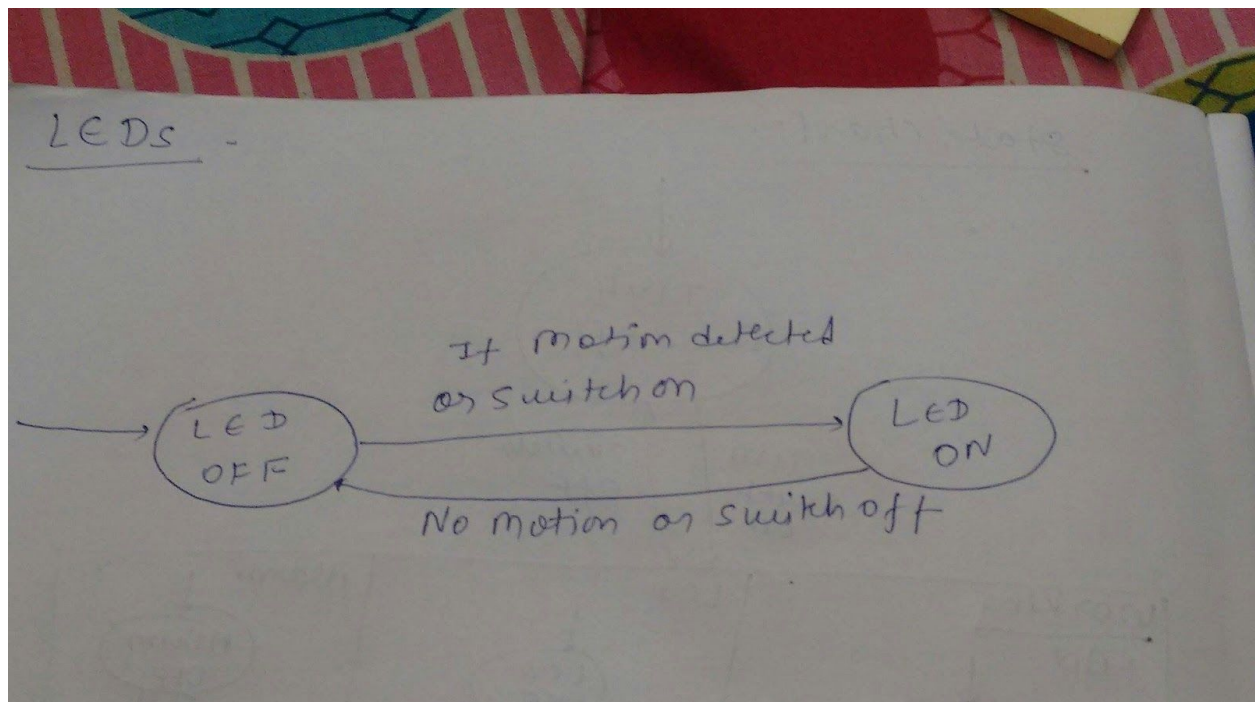 LEDs -
If motion detected
or switch on
LED
OFF
LED
ON
No motion or switch off